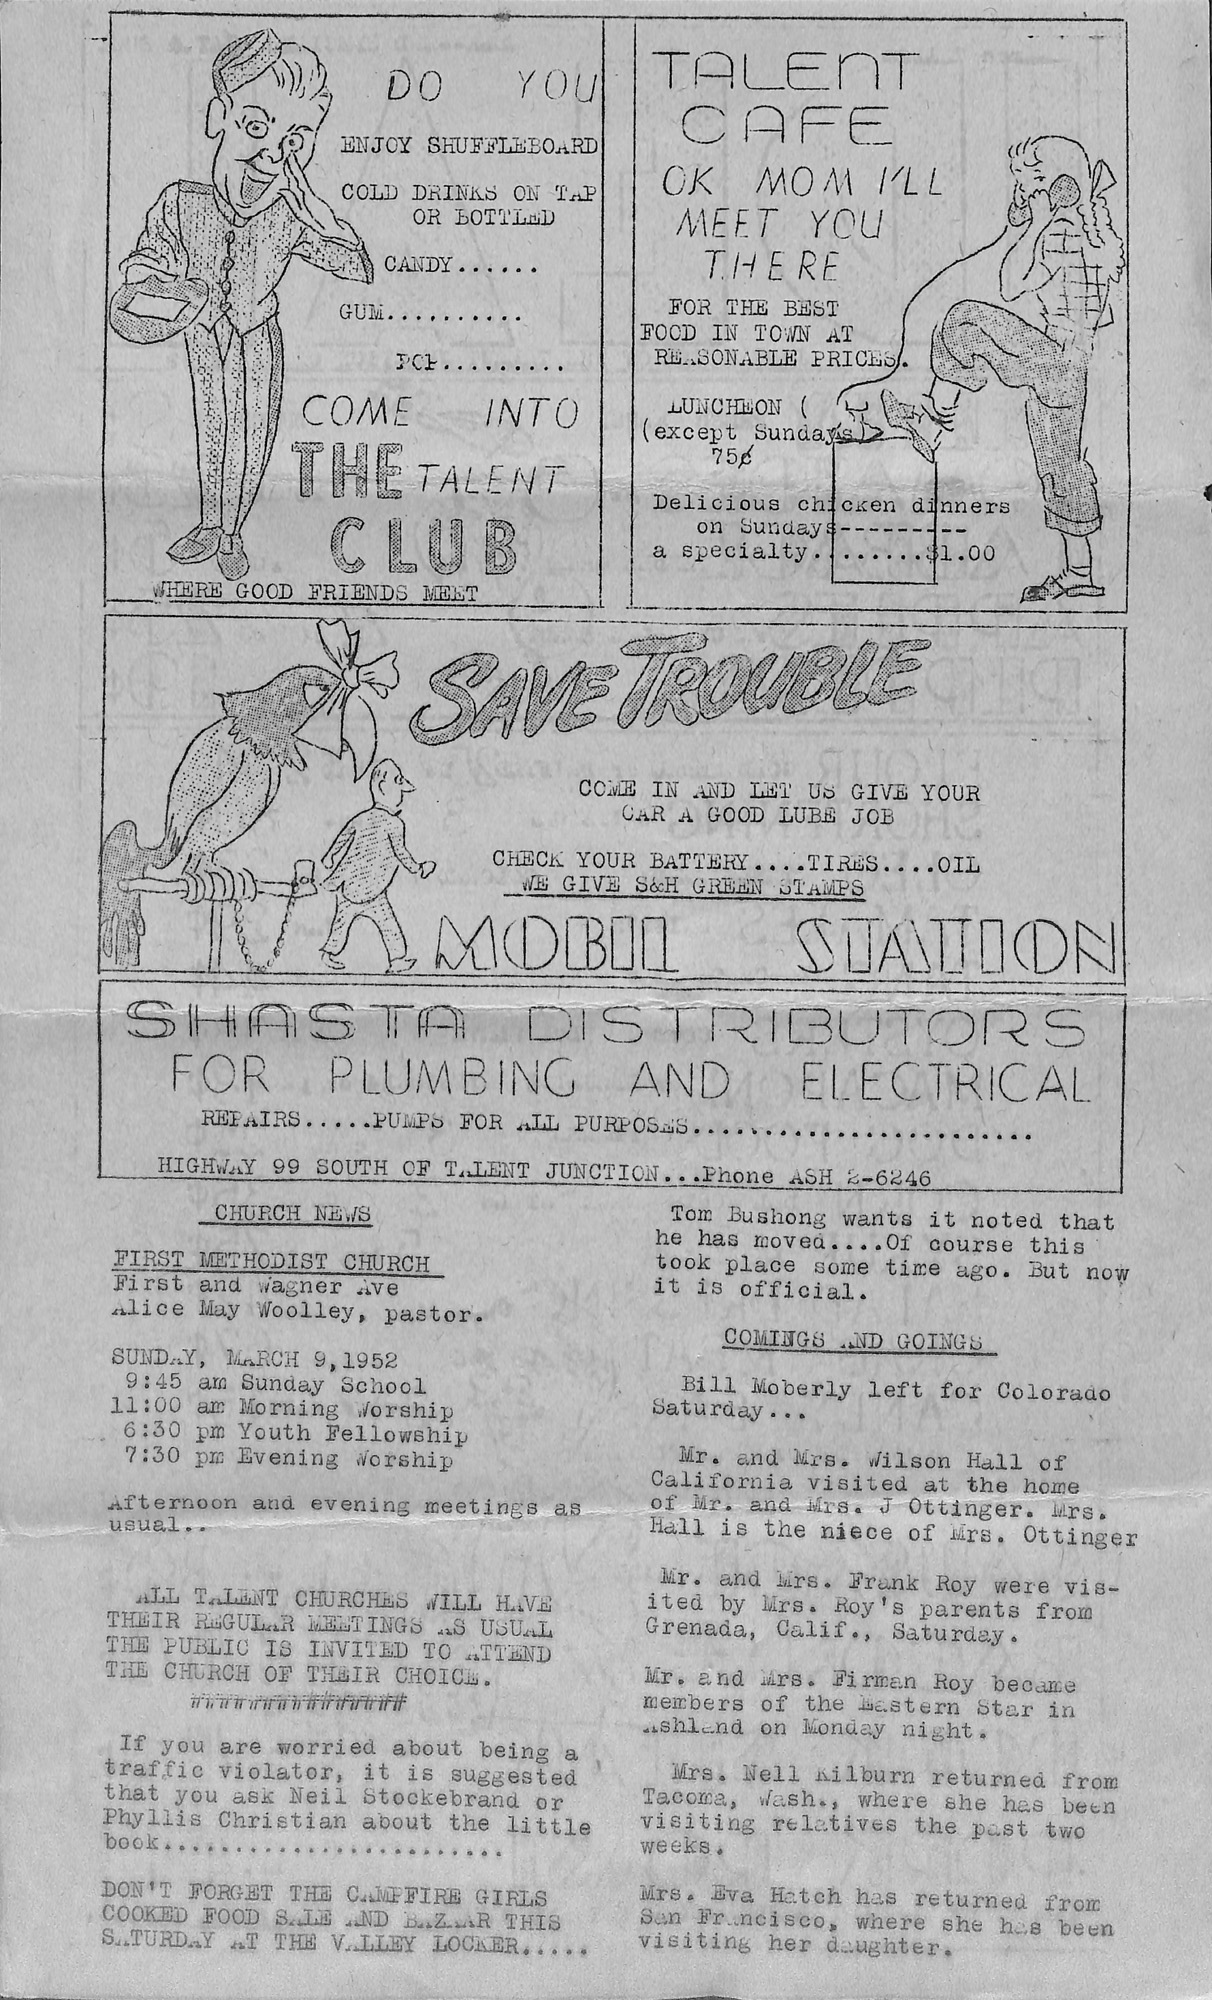 DO YOU
ENJOY SHUFFLEBOARD
COLD DRINKS ON TAP
OR BOTTLED
CANDY......
GUM..........
POP.........
COME INTO
THE TALENT
CLUB
WHERE GOOD FRIENDS MEET
TALENT
CAFE
OK MOM I'LL
MEET YOU
THERE
FOR THE BEST
FOOD IN TOWN AT
REASONABLE PRICES.
LUNCHEON (
(except Sundays)
75¢
Delicious chicken dinners
on Sundays---------
a specialty........$1.00
SAVE TROUBLE
COME IN AND LET US GIVE YOUR
CAR A GOOD LUBE JOB
CHECK YOUR BATTERY....TIRES....OIL
WE GIVE S&H GREEN STAMPS
MOBIL STATION
SHASTA DISTRIBUTORS
FOR PLUMBING AND ELECTRICAL
REPAIRS.....PUMPS FOR ALL PURPOSES........................
HIGHWAY 99 SOUTH OF TALENT JUNCTION...Phone ASH 2-6246
CHURCH NEWS
FIRST METHODIST CHURCH
First and Wagner Ave
Alice May Woolley, pastor.
SUNDAY, MARCH 9,1952
9:45 am Sunday School
11:00 am Morning Worship
6:30 pm Youth Fellowship
7:30 pm Evening Worship
Afternoon and evening meetings as
usual..
ALL TALENT CHURCHES WILL HAVE
THEIR REGULAR MEETINGS AS USUAL
THE PUBLIC IS INVITED TO ATTEND
THE CHURCH OF THEIR CHOICE.
###############
If you are worried about being a
traffic violator, it is suggested
that you ask Neil Stockebrand or
Phyllis Christian about the little
book........................
DON'T FORGET THE CAMPFIRE GIRLS
COOKED FOOD SALE AND BAZAAR THIS
SATURDAY AT THE VALLEY LOCKER.....
Tom Bushong wants it noted that
he has moved....Of course this
took place some time ago. But now
it is official.
COMINGS AND GOINGS
Bill Moberly left for Colorado
Saturday...
Mr. and Mrs. Wilson Hall of
California visited at the home
of Mr. and Mrs. J Ottinger. Mrs.
Hall is the niece of Mrs. Ottinger
Mr. and Mrs. Frank Roy were vis-
ited by Mrs. Roy's parents from
Grenada, Calif., Saturday.
Mr. and Mrs. Firman Roy became
members of the Eastern Star in
Ashland on Monday night.
Mrs. Nell Kilburn returned from
Tacoma, Wash., where she has been
visiting relatives the past two
weeks.
Mrs. Eva Hatch has returned from
San Francisco, where she has been
visiting her daughter.